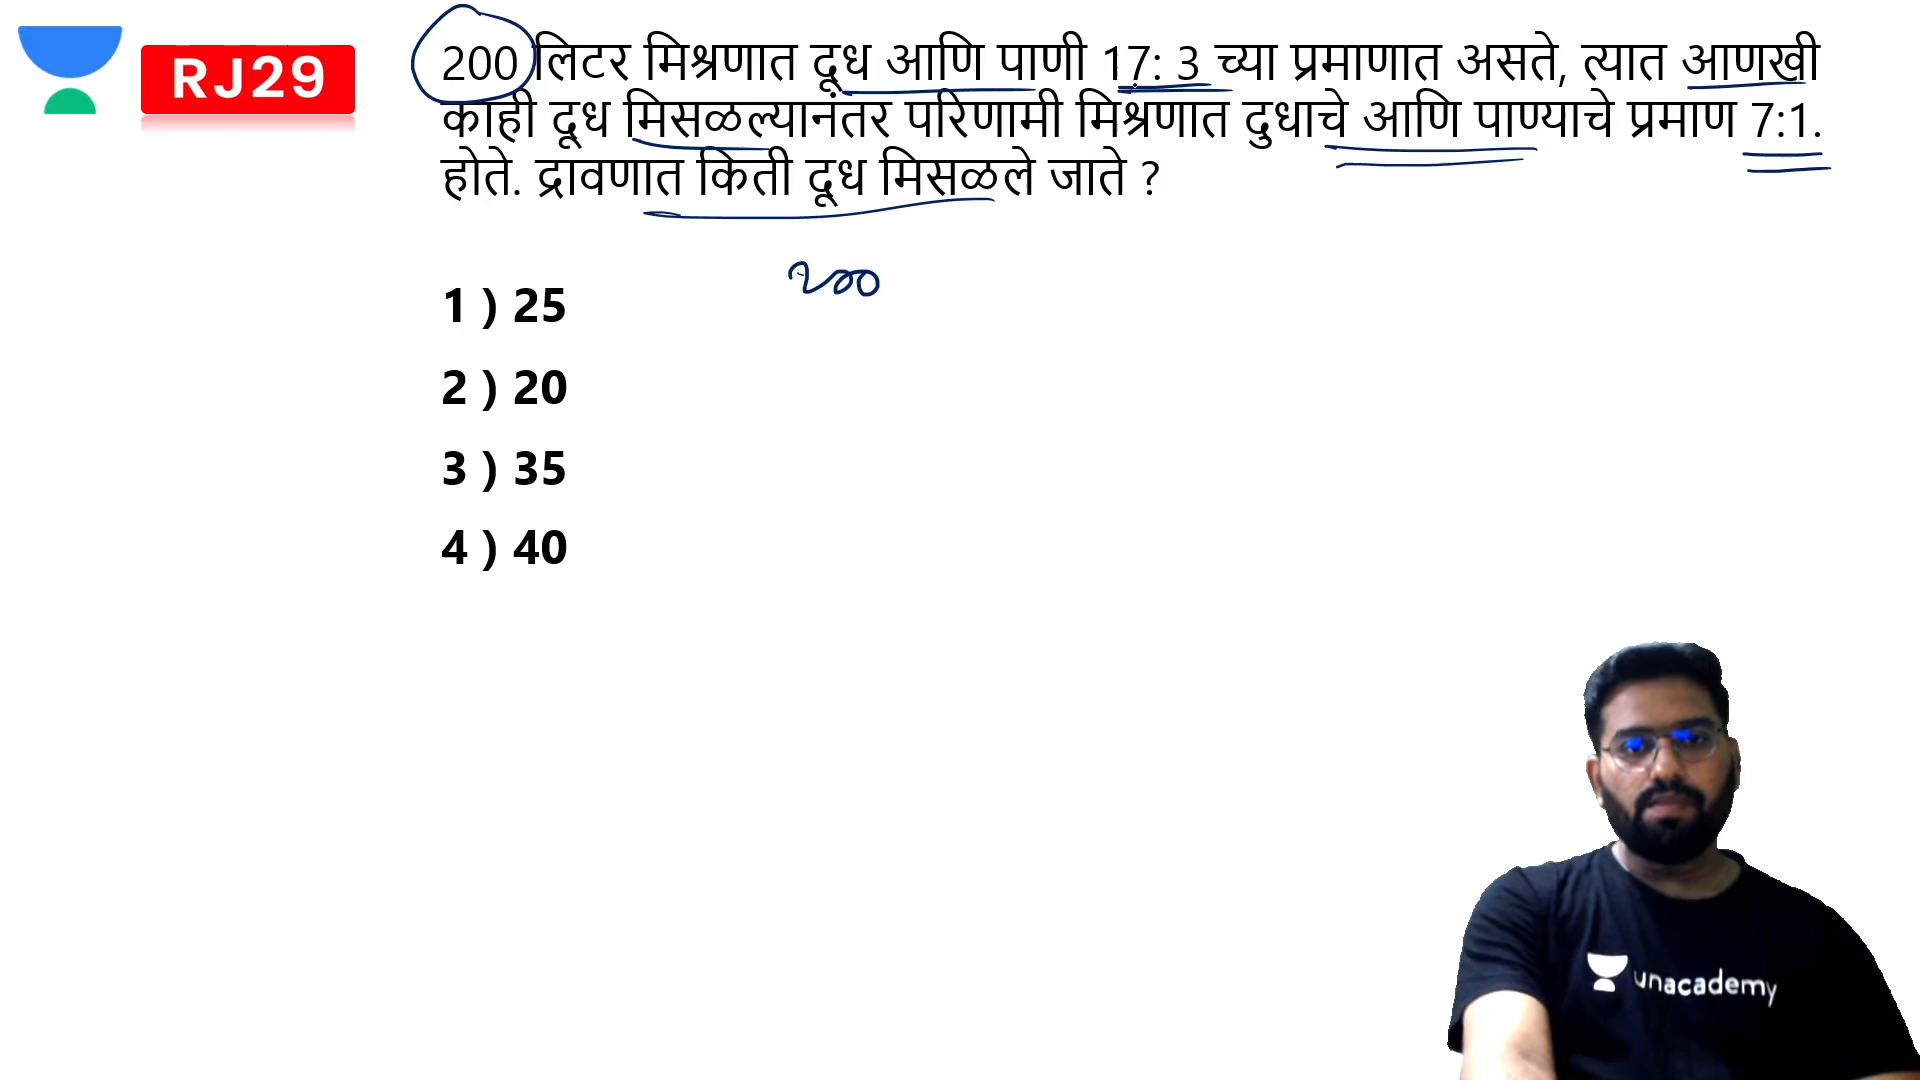 RJ29
200 लिटर मिश्रणात दूध आणि पाणी 17: 3 च्या प्रमाणात असते, त्यात आणखी
काही दूध मिसळल्यानंतर परिणामी मिश्रणात दुधाचे आणि पाण्याचे प्रमाण 7:1.
होते. द्रावणात किती दूध मिसळले जाते ?
200
1 ) 25
2 ) 20
3 ) 35
4 ) 40
unacademy